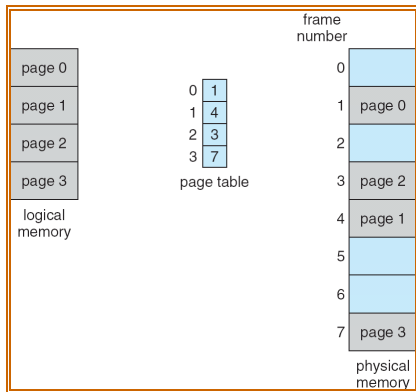 page 0
page 1
page 2
page 3
logical
memory
0 1
1 4
2 3
3 7
page table
frame
number
0
1 page 0
2
3 page 2
4 page 1
5
6
7 page 3
physical
memory